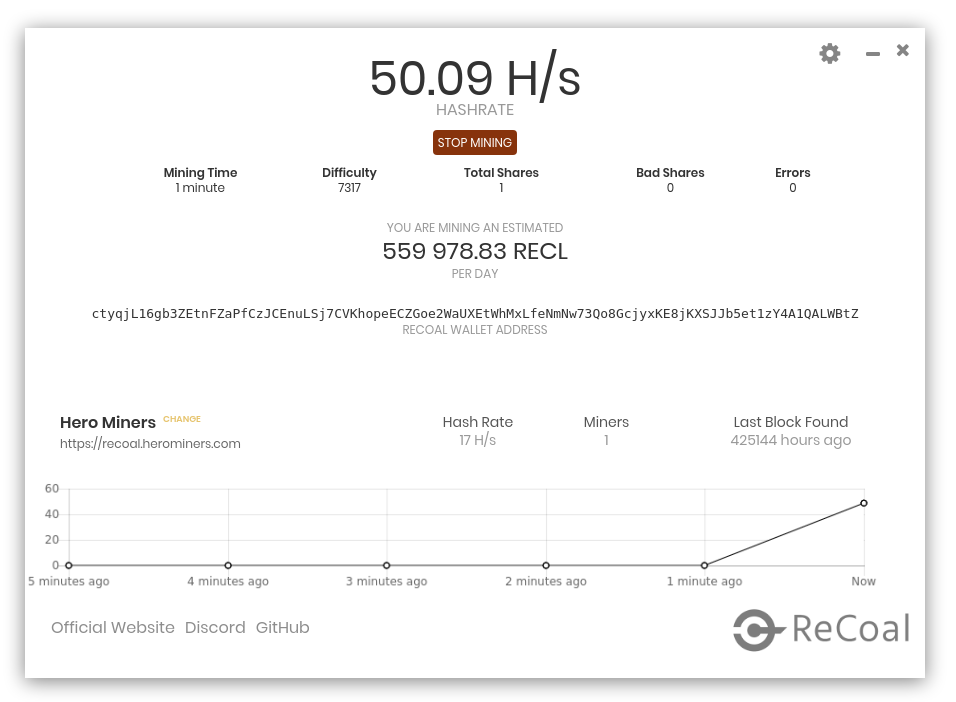 50.09 H/s
HASHRATE
STOP MINING
Mining Time Difficulty Total Shares Bad Shares Errors
1 minute 7317 1 0 0
YOU ARE MINING AN ESTIMATED
559 978.83 RECL
PER DAY
ctyqjL16gb3ZEtnFZaPfCzJCEnuLSj7CVKhopeECZGoe2WaUXEtWhMxLfeNmNw73Qo8GcjyxKE8jKXSJJb5et1zY4A1QALWBtZ
RECOAL WALLET ADDRESS
Hero Miners CHANGE Hash Rate Miners Last Block Found
https://recoal.herominers.com 17 H/s 1 425144 hours ago
60
40
20
0
5 minutes ago 4 minutes ago 3 minutes ago 2 minutes ago 1 minute ago Now
Official Website Discord GitHub ReCoal